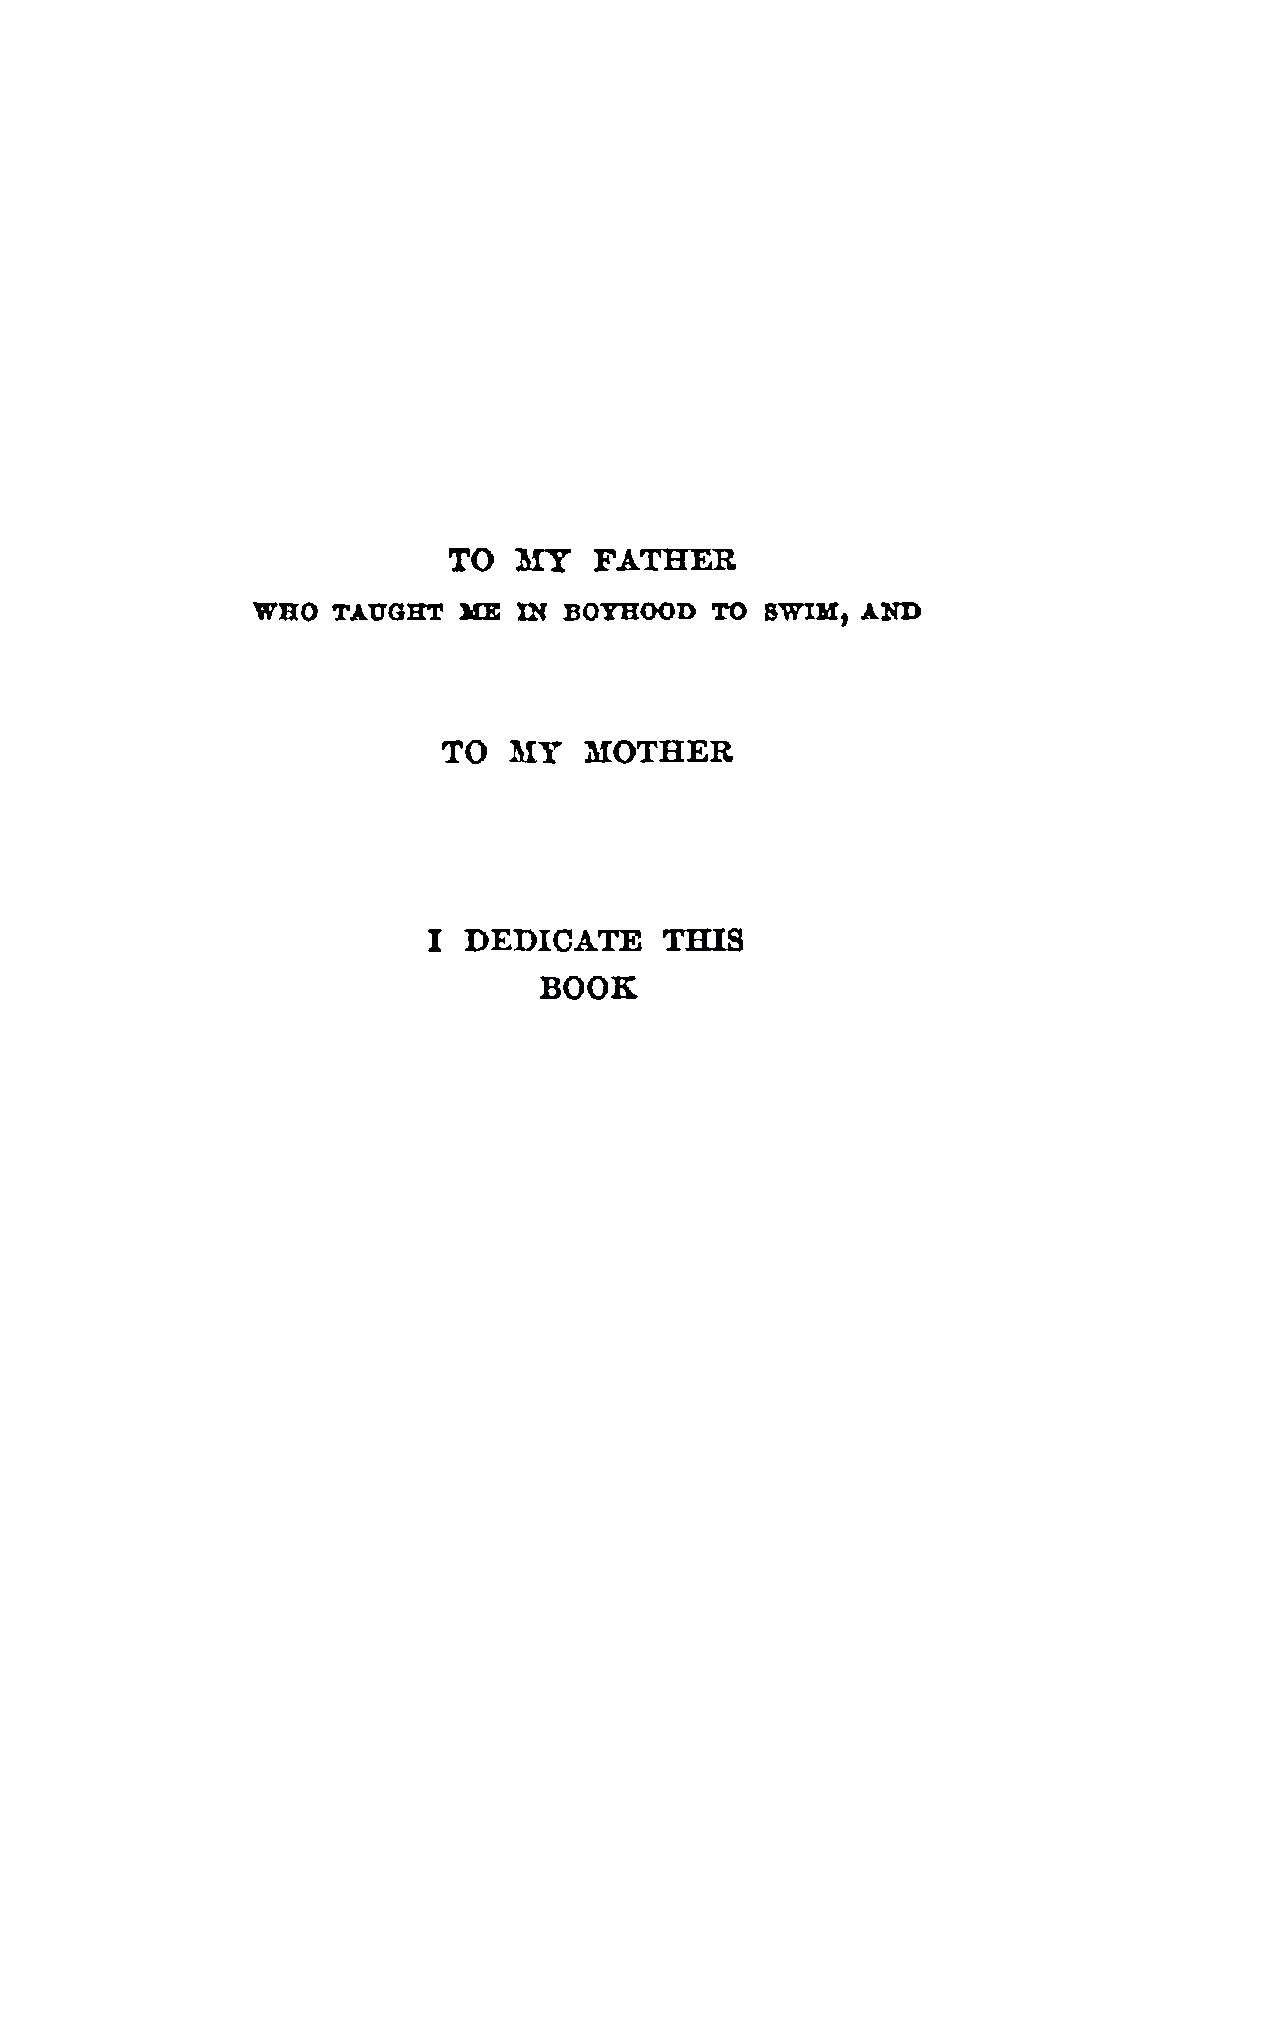 TO MY FATHER
WHO TAUGHT ME IN BOYHOOD TO SWIM, AND
TO MY MOTHER
I DEDICATE THIS
BOOK